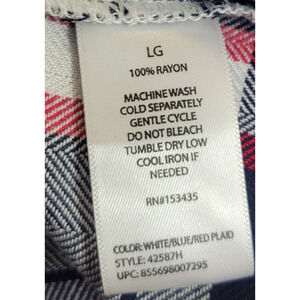 LG
100% RAYON
MACHINE WASH
COLD SEPARATELY
GENTLE CYCLE
DO NOT BLEACH
TUMBLE DRY LOW
COOL IRON IF
NEEDED
RN#153435
COLOR: WHITE/BLUE/RED PLAID
STYLE: 42587H
UPC: 855698007295